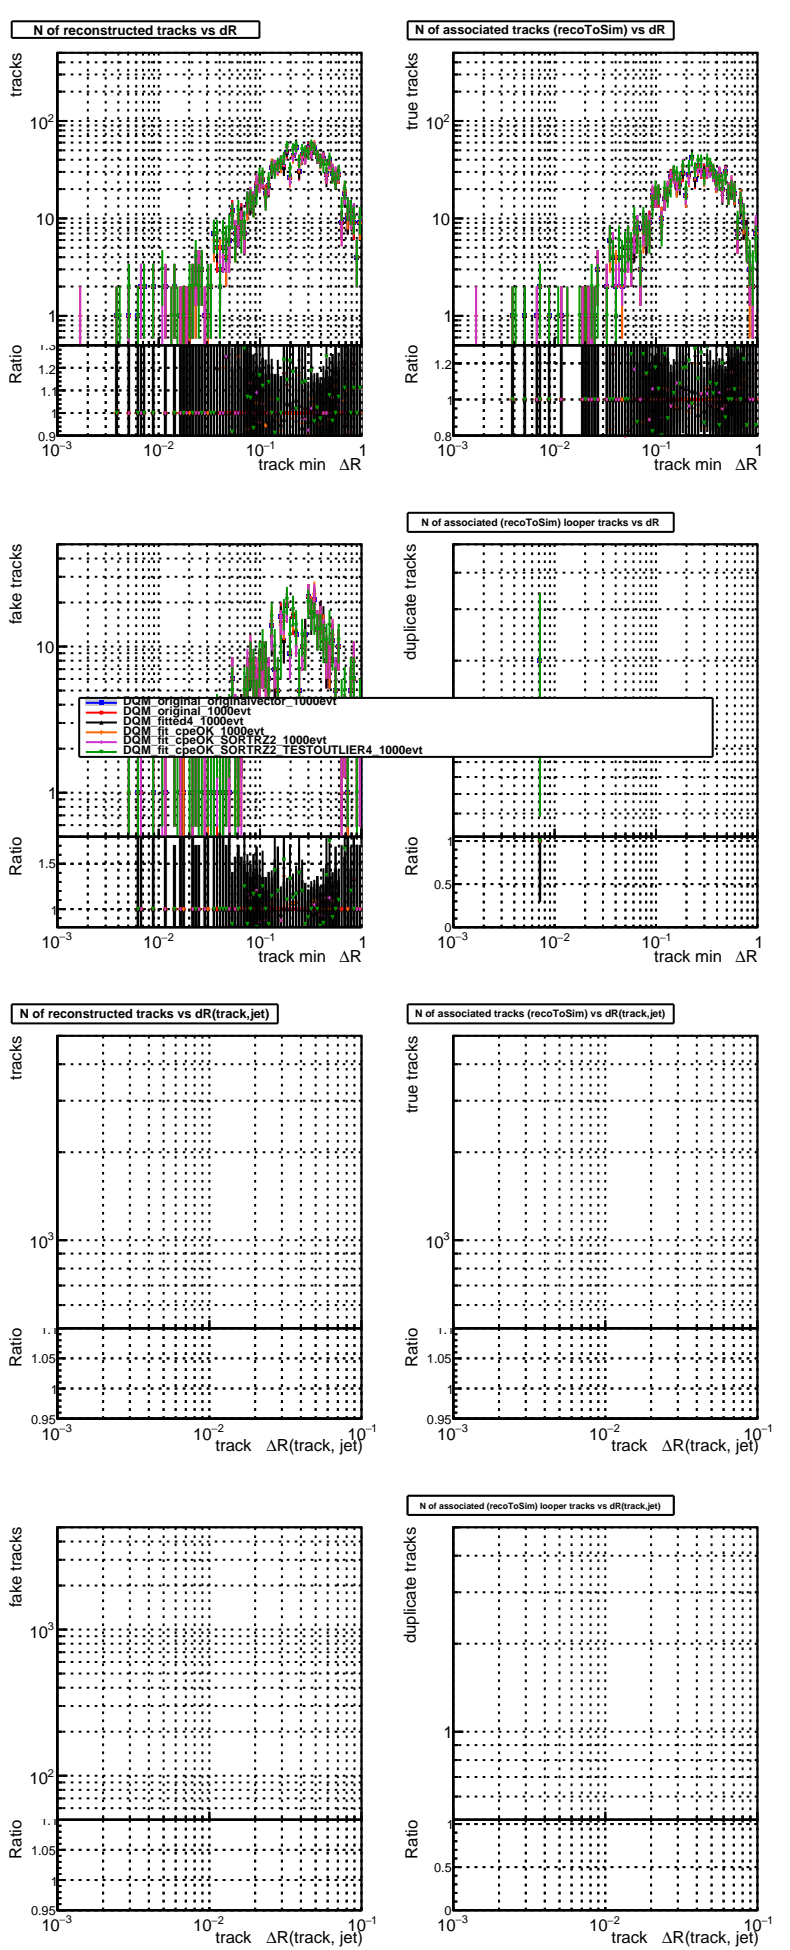 N of reconstructed tracks vs dR
N of associated tracks (recoToSim) vs dR
tracks
10²
10
1
Ratio
1.3
1.2
1.1
1
0.9
10⁻³ 10⁻² 10⁻¹ 1
track min ΔR
true tracks
10²
10
1
Ratio
1.2
1
0.8
10⁻³ 10⁻² 10⁻¹ 1
track min ΔR
N of associated (recoToSim) looper tracks vs dR
fake tracks
10
1
Ratio
1.5
1
10⁻³ 10⁻² 10⁻¹ 1
track min ΔR
duplicate tracks
Ratio
1
0.5
0
10⁻³ 10⁻² 10⁻¹ 1
track min ΔR
DQM_original_originalvector_1000evt
DQM_original_1000evt
DQM_fitted4_1000evt
DQM_fit_cpeOK_1000evt
DQM_fit_cpeOK_SORTRZ2_1000evt
DQM_fit_cpeOK_SORTRZ2_TESTOUTLIER4_1000evt
N of reconstructed tracks vs dR(track,jet)
N of associated tracks (recoToSim) vs dR(track,jet)
tracks
10³
Ratio
1.1
1.05
1
0.95
10⁻³ 10⁻² 10⁻¹
track ΔR(track, jet)
true tracks
10³
Ratio
1.1
1.05
1
0.95
10⁻³ 10⁻² 10⁻¹
track ΔR(track, jet)
N of associated (recoToSim) looper tracks vs dR(track,jet)
fake tracks
10³
10²
Ratio
1.1
1.05
1
0.95
10⁻³ 10⁻² 10⁻¹
track ΔR(track, jet)
duplicate tracks
1
Ratio
1
0.5
0
10⁻³ 10⁻² 10⁻¹
track ΔR(track, jet)